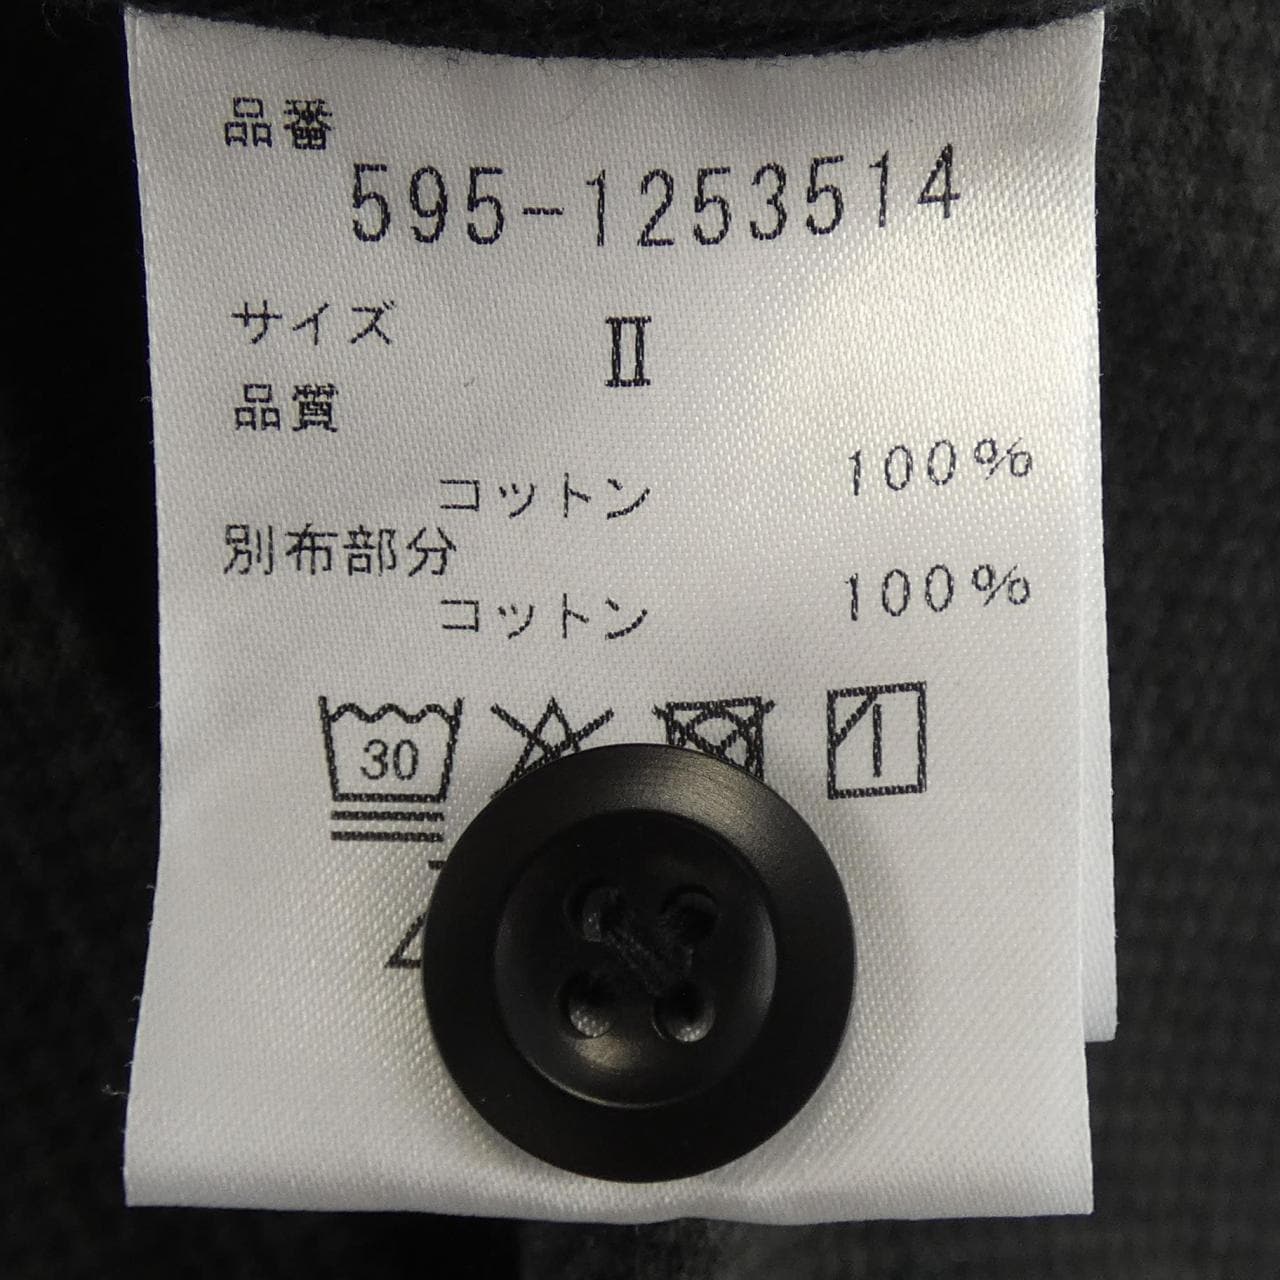 品番
595-1253514
サイズ II
品質
コットン 100%
別布部分
コットン 100%
30